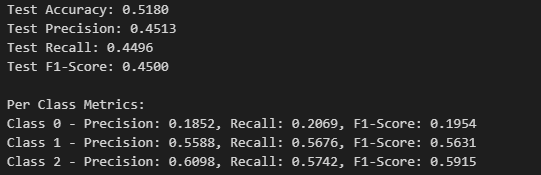 Test Accuracy: 0.5180
Test Precision: 0.4513
Test Recall: 0.4496
Test F1-Score: 0.4500
Per Class Metrics:
Class 0 - Precision: 0.1852, Recall: 0.2069, F1-Score: 0.1954
Class 1 - Precision: 0.5588, Recall: 0.5676, F1-Score: 0.5631
Class 2 - Precision: 0.6098, Recall: 0.5742, F1-Score: 0.5915